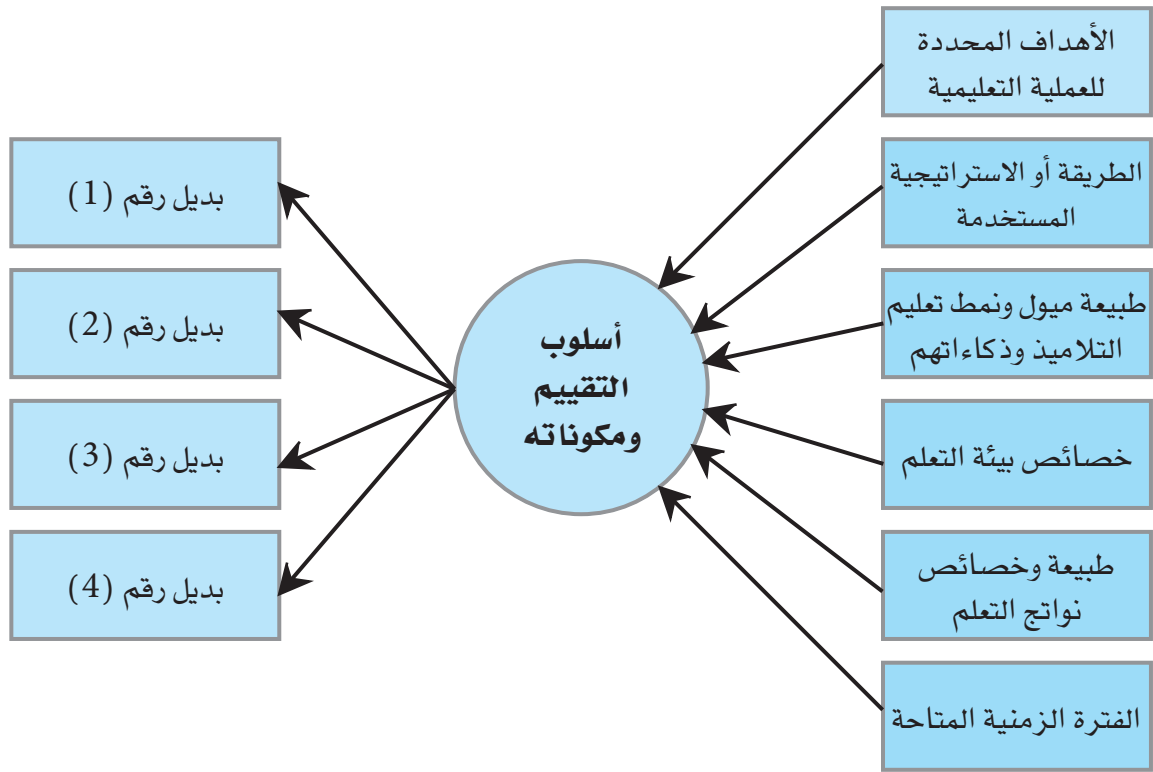 الأهداف المحددة
للعملية التعليمية
الطريقة أو الاستراتيجية
المستخدمة
طبيعة ميول ونمط تعليم
التلاميذ وذكاءاتهم
خصائص بيئة التعلم
طبيعة وخصائص
نواتج التعلم
الفترة الزمنية المتاحة
أسلوب
التقييم
ومكوناته
بديل رقم (1)
بديل رقم (2)
بديل رقم (3)
بديل رقم (4)